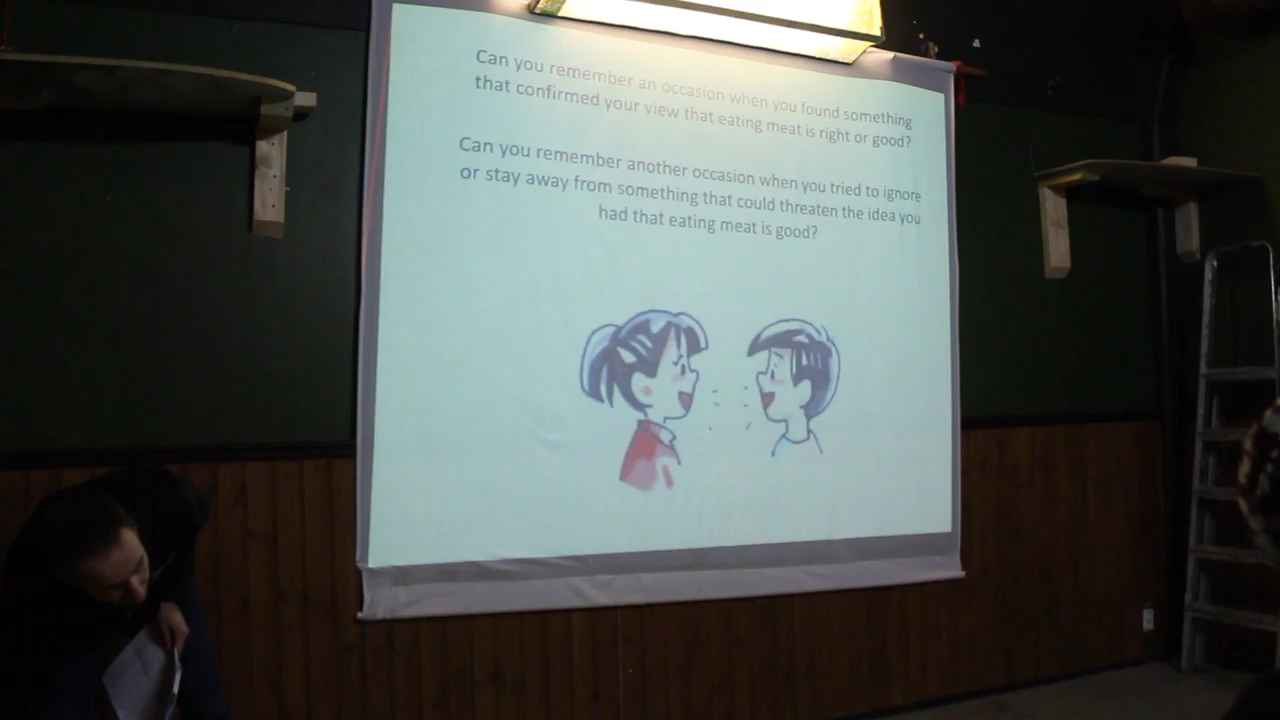 Can you remember an occasion when you found something
that confirmed your view that eating meat is right or good?
Can you remember another occasion when you tried to ignore
or stay away from something that could threaten the idea you
had that eating meat is good?